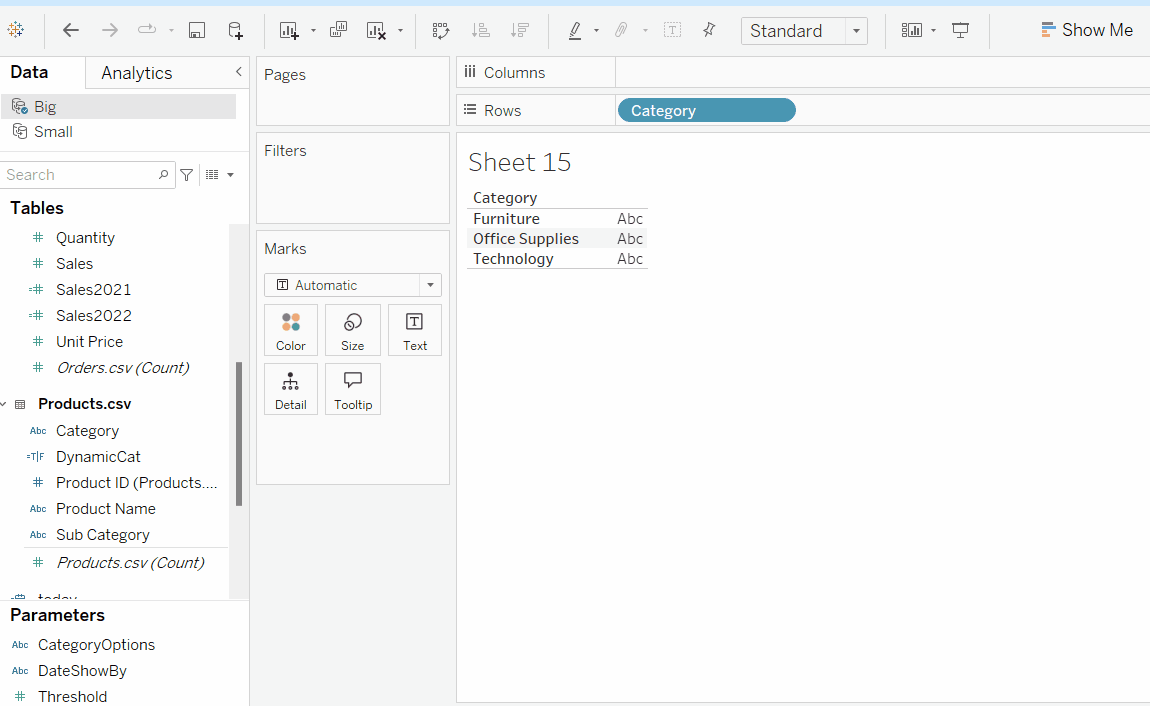 Standard
Show Me
Data
Analytics
Big
Small
Search
Tables
# Quantity
# Sales
=# Sales2021
=# Sales2022
# Unit Price
# Orders.csv (Count)
Products.csv
Abc Category
=T|F DynamicCat
# Product ID (Products....
Abc Product Name
Abc Sub Category
# Products.csv (Count)
today
Parameters
Abc CategoryOptions
Abc DateShowBy
# Threshold
Pages
Filters
Marks
T Automatic
Color
Size
T Text
Detail
Tooltip
Columns
Rows
Category
Sheet 15
Category
Furniture Abc
Office Supplies Abc
Technology Abc